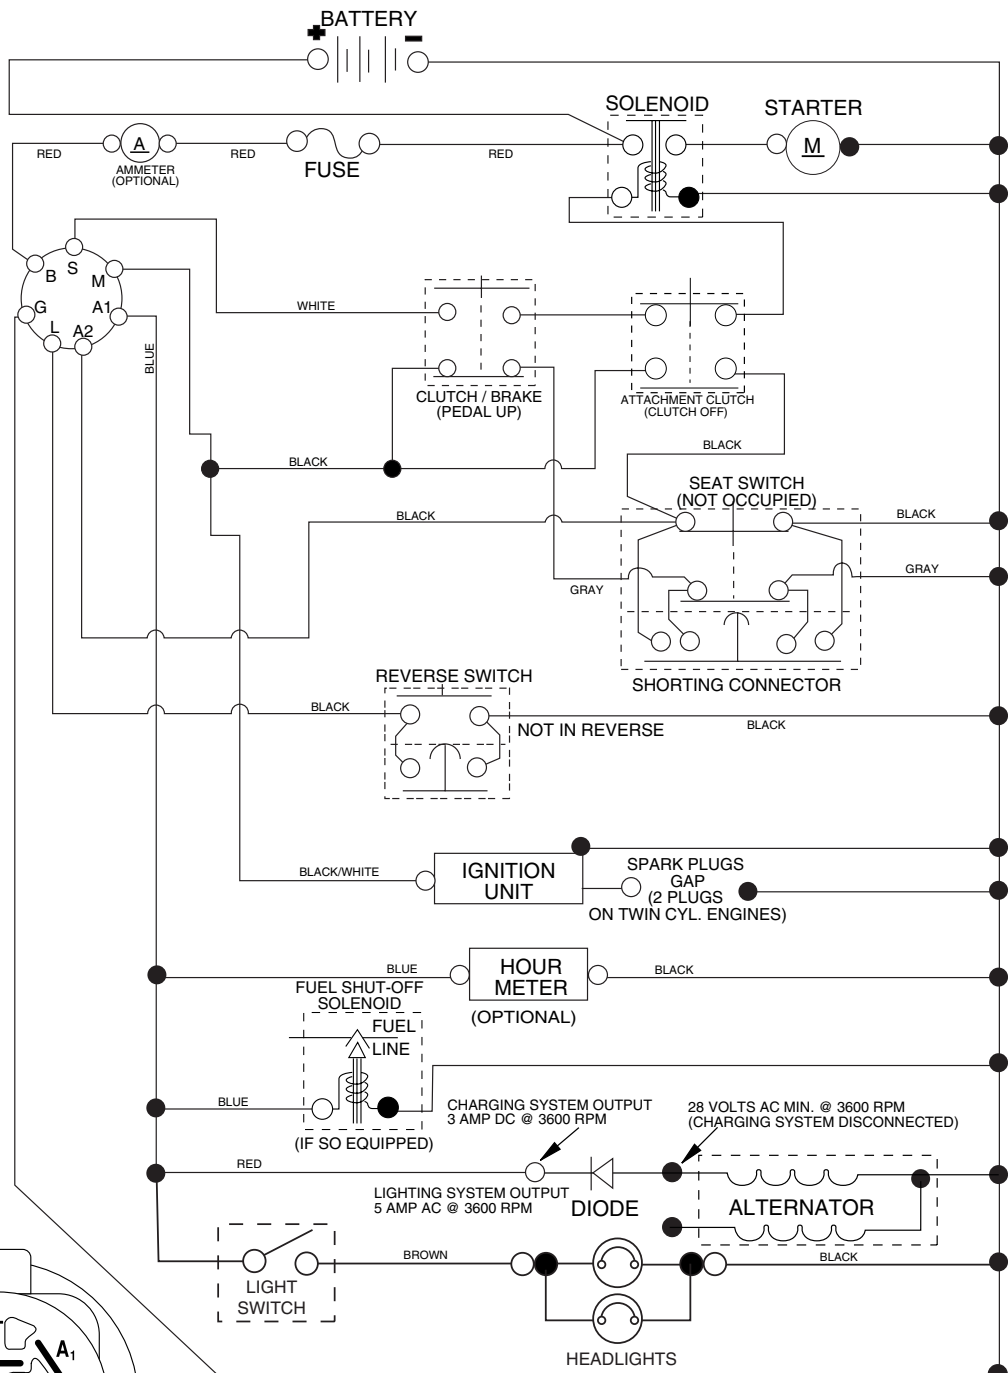 BATTERY
+ -
SOLENOID
STARTER
A
M
RED
RED
RED
AMMETER
(OPTIONAL)
FUSE
B
S
M
G
A1
L
A2
WHITE
BLUE
CLUTCH / BRAKE
(PEDAL UP)
ATTACHMENT CLUTCH
(CLUTCH OFF)
BLACK
BLACK
SEAT SWITCH
(NOT OCCUPIED)
BLACK
BLACK
GRAY
GRAY
SHORTING CONNECTOR
REVERSE SWITCH
BLACK
NOT IN REVERSE
BLACK
BLACK/WHITE
IGNITION
UNIT
SPARK PLUGS
GAP
(2 PLUGS
ON TWIN CYL. ENGINES)
BLUE
HOUR
METER
BLACK
(OPTIONAL)
FUEL SHUT-OFF
SOLENOID
FUEL
LINE
BLUE
(IF SO EQUIPPED)
CHARGING SYSTEM OUTPUT
3 AMP DC @ 3600 RPM
28 VOLTS AC MIN. @ 3600 RPM
(CHARGING SYSTEM DISCONNECTED)
RED
LIGHTING SYSTEM OUTPUT
5 AMP AC @ 3600 RPM
DIODE
ALTERNATOR
BROWN
BLACK
LIGHT
SWITCH
HEADLIGHTS
A1